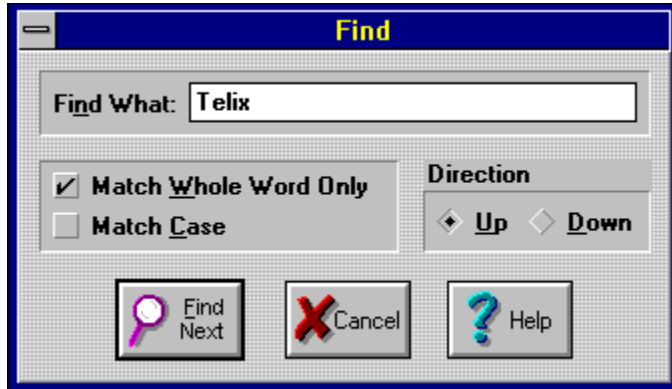 Find
Find What: Telix
Match Whole Word Only
Match Case
Direction
Up Down
Find
Next
Cancel
Help